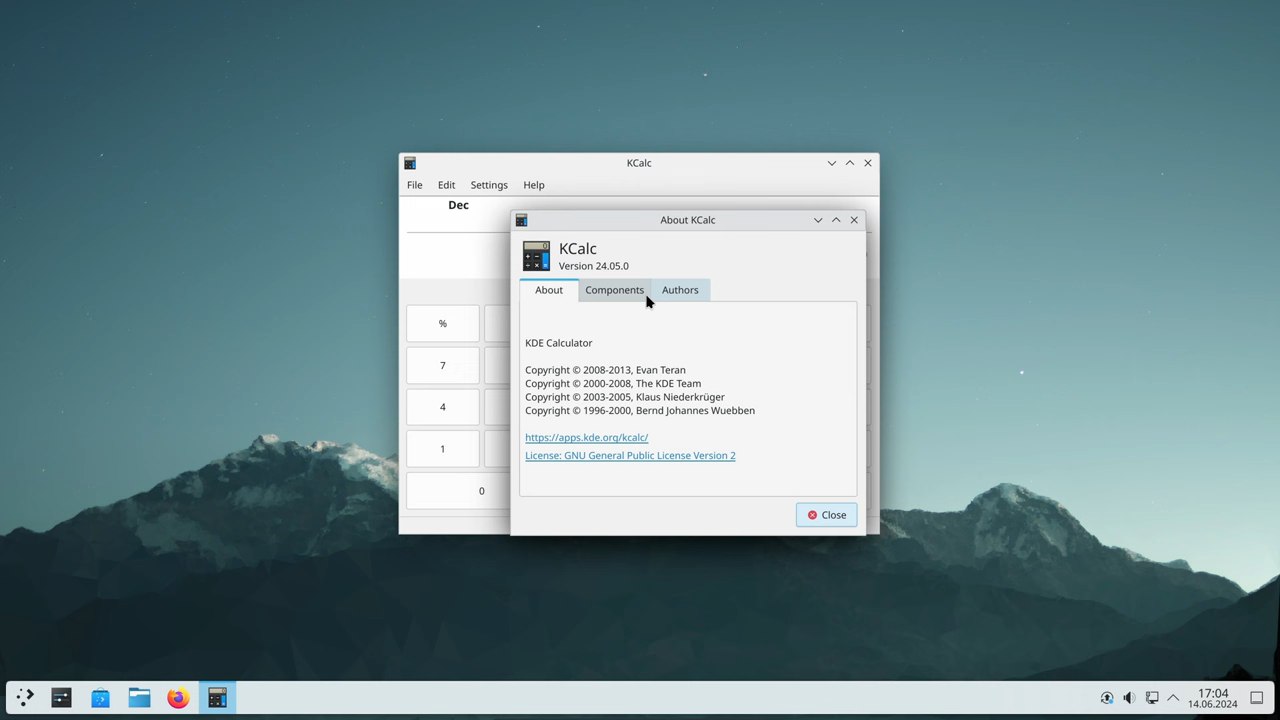 KCalc
File Edit Settings Help
Dec
About KCalc
KCalc
Version 24.05.0
About Components Authors
KDE Calculator
Copyright © 2008-2013, Evan Teran
Copyright © 2000-2008, The KDE Team
Copyright © 2003-2005, Klaus Niederkrüger
Copyright © 1996-2000, Bernd Johannes Wuebben
https://apps.kde.org/kcalc/
License: GNU General Public License Version 2
Close
%
7
4
1
0
17:04
14.06.2024